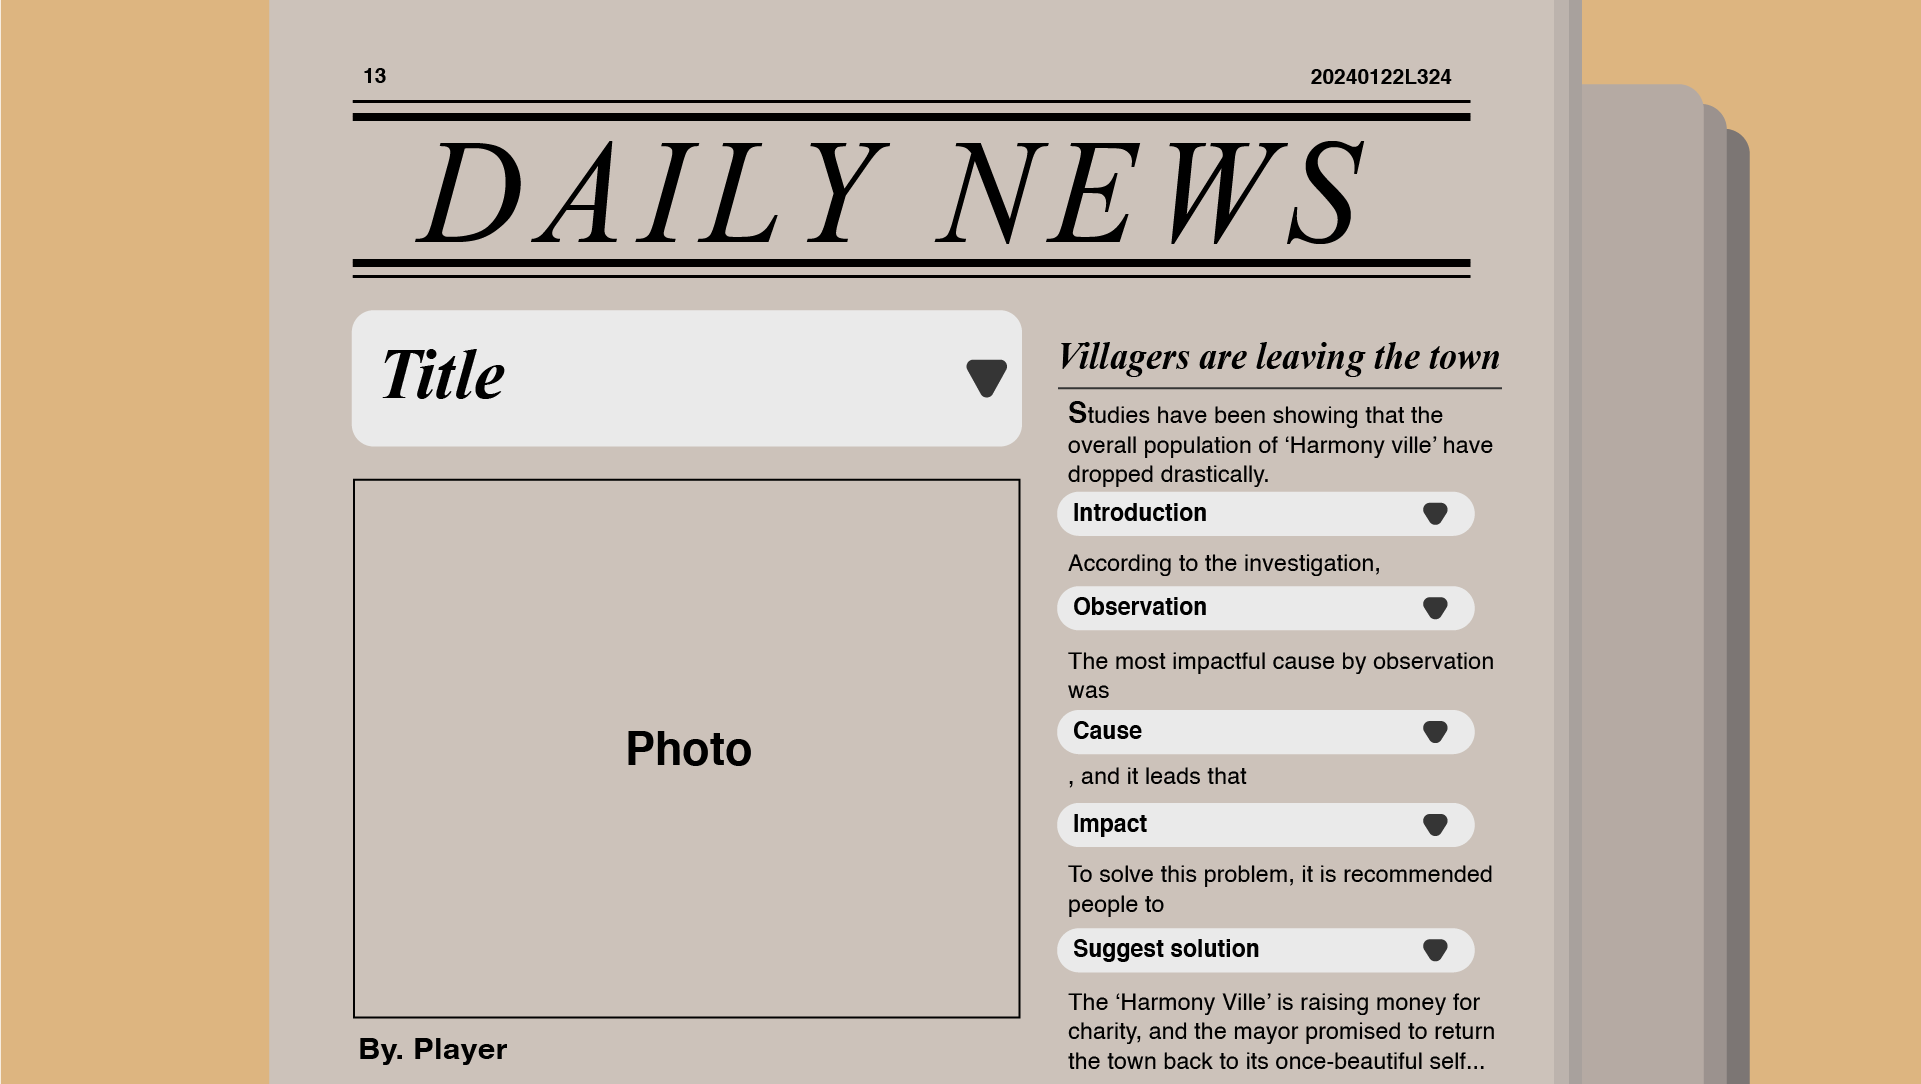 13
20240122L324
DAILY NEWS
Title
Photo
By. Player
Villagers are leaving the town
Studies have been showing that the
overall population of ‘Harmony ville’ have
dropped drastically.
Introduction
According to the investigation,
Observation
The most impactful cause by observation
was
Cause
, and it leads that
Impact
To solve this problem, it is recommended
people to
Suggest solution
The ‘Harmony Ville’ is raising money for
charity, and the mayor promised to return
the town back to its once-beautiful self...